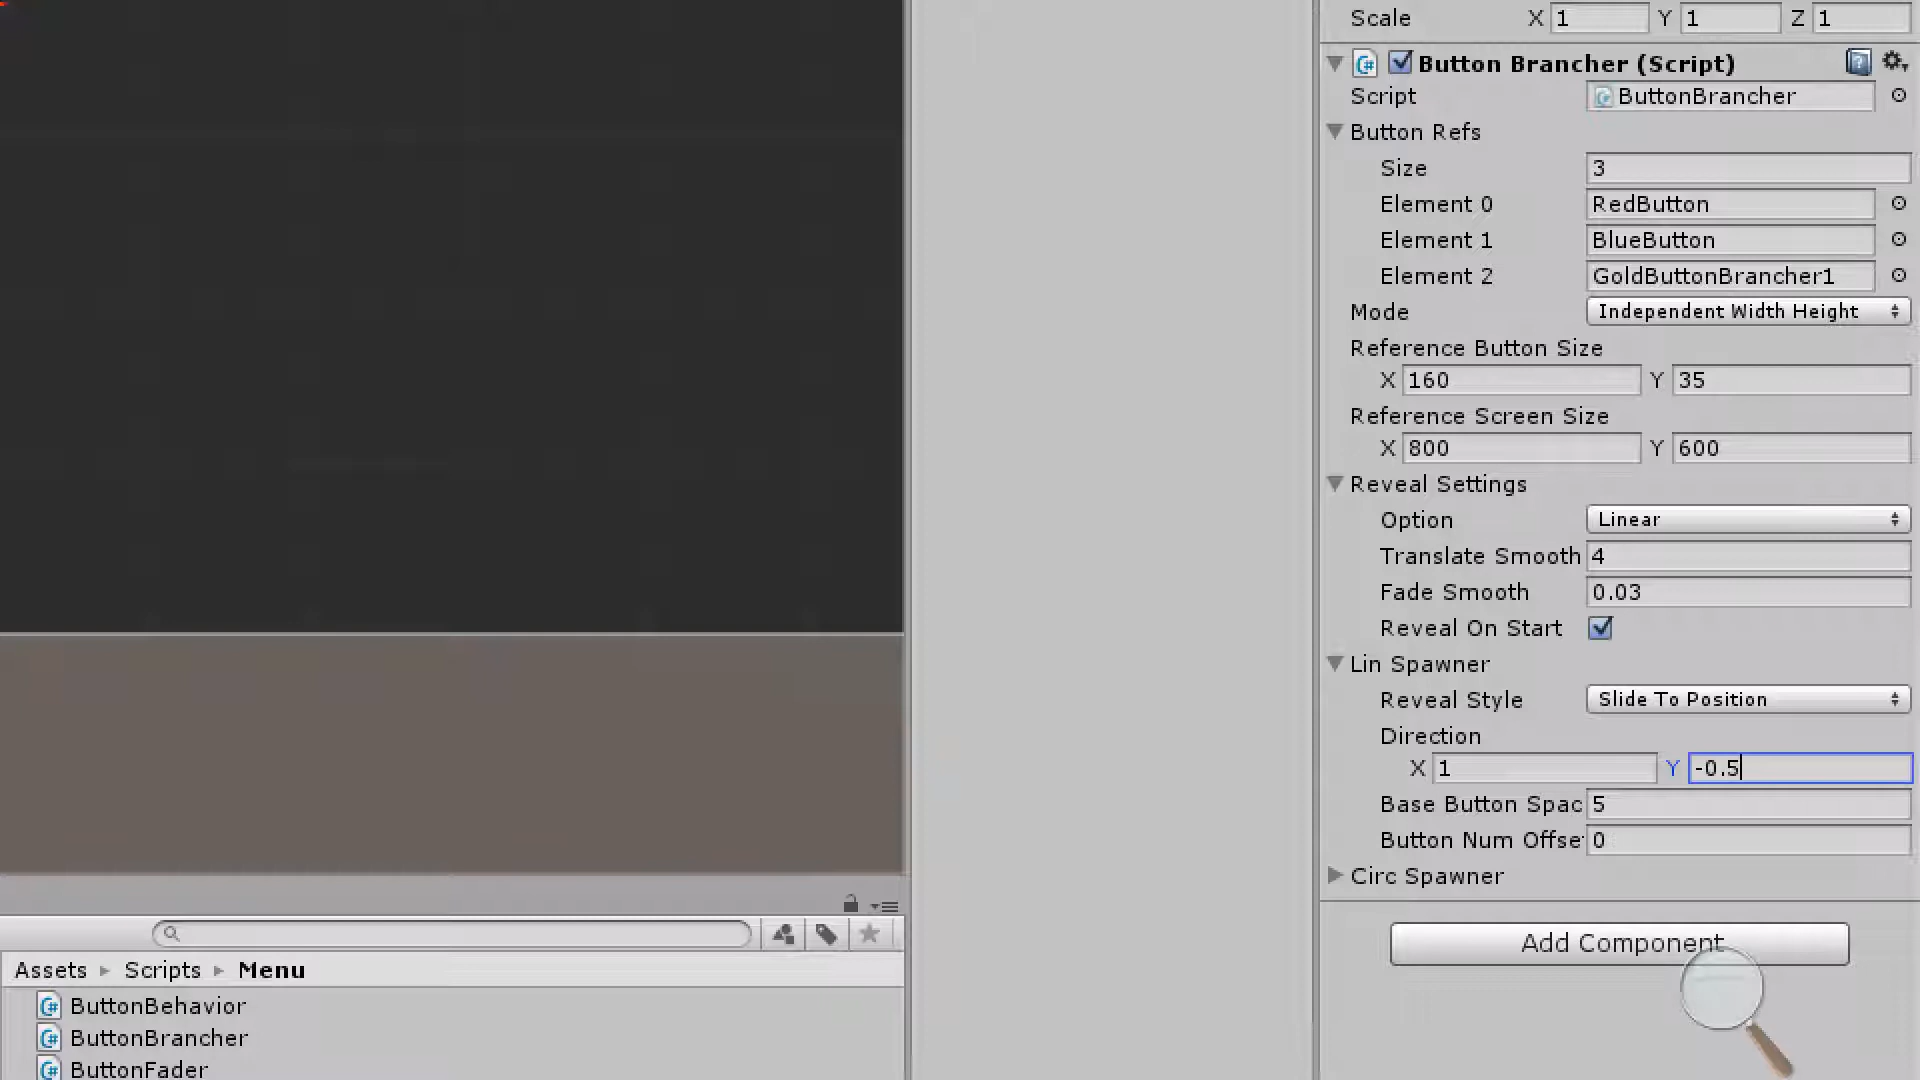 Scale X 1 Y 1 Z 1
Button Brancher (Script)
Script ButtonBrancher
Button Refs
Size 3
Element 0 RedButton
Element 1 BlueButton
Element 2 GoldButtonBrancher1
Mode Independent Width Height
Reference Button Size
X 160 Y 35
Reference Screen Size
X 800 Y 600
Reveal Settings
Option Linear
Translate Smooth 4
Fade Smooth 0.03
Reveal On Start
Lin Spawner
Reveal Style Slide To Position
Direction
X 1 Y -0.5
Base Button Spac 5
Button Num Offse 0
Circ Spawner
Add Component
Assets Scripts Menu
ButtonBehavior
ButtonBrancher
ButtonFader